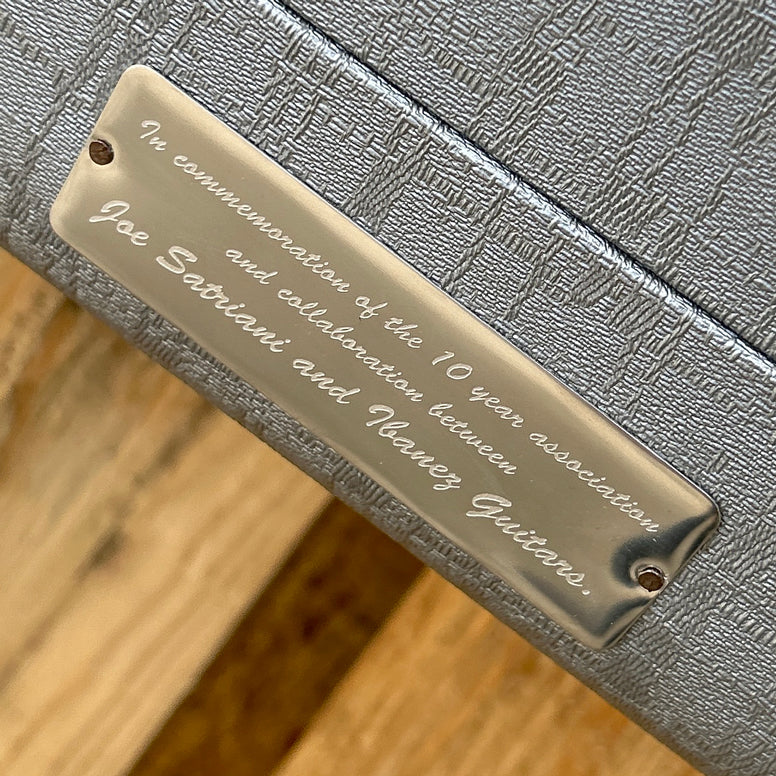 In commemoration of the 10 year association
and collaboration between
Joe Satriani and Ibanez Guitars.